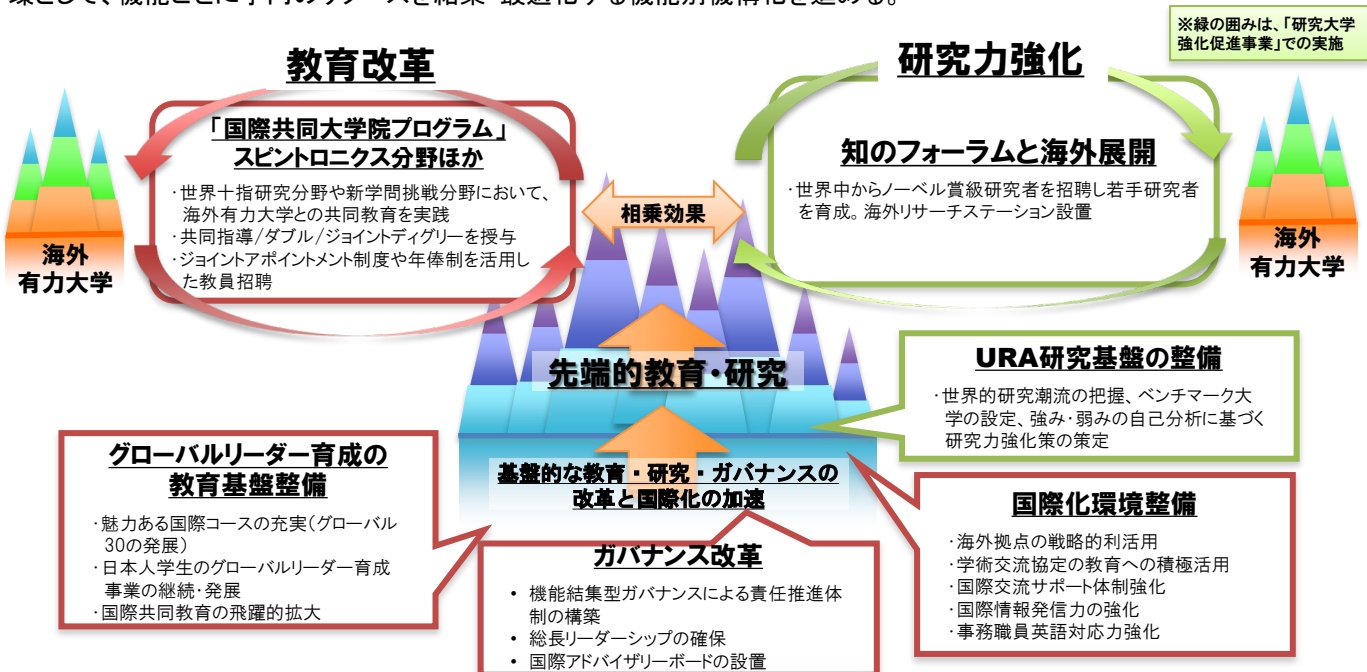 環として、機能ごとに学内のリソースを結集・最適化する機能別機構化を進める。
※緑の囲みは、「研究大学
強化促進事業」での実施
教育改革
研究力強化
「国際共同大学院プログラム」
スピントロニクス分野ほか
・世界十指研究分野や新学問挑戦分野において、
海外有力大学との共同教育を実践
・共同指導/ダブル/ジョイントディグリーを授与
・ジョイントアポイントメント制度や年俸制を活用し
た教員招聘
相乗効果
知のフォーラムと海外展開
・世界中からノーベル賞級研究者を招聘し若手研究者
を育成。海外リサーチステーション設置
海外
有力大学
海外
有力大学
先端的教育・研究
URA研究基盤の整備
・世界的研究潮流の把握、ベンチマーク大
学の設定、強み・弱みの自己分析に基づく
研究力強化策の策定
グローバルリーダー育成の
教育基盤整備
・魅力ある国際コースの充実(グローバル
30の発展)
・日本人学生のグローバルリーダー育成
事業の継続・発展
・国際共同教育の飛躍的拡大
基盤的な教育・研究・ガバナンスの
改革と国際化の加速
ガバナンス改革
• 機能結集型ガバナンスによる責任推進体
制の構築
• 総長リーダーシップの確保
• 国際アドバイザリーボードの設置
国際化環境整備
・海外拠点の戦略的利活用
・学術交流協定の教育への積極活用
・国際交流サポート体制強化
・国際情報発信力の強化
・事務職員英語対応力強化